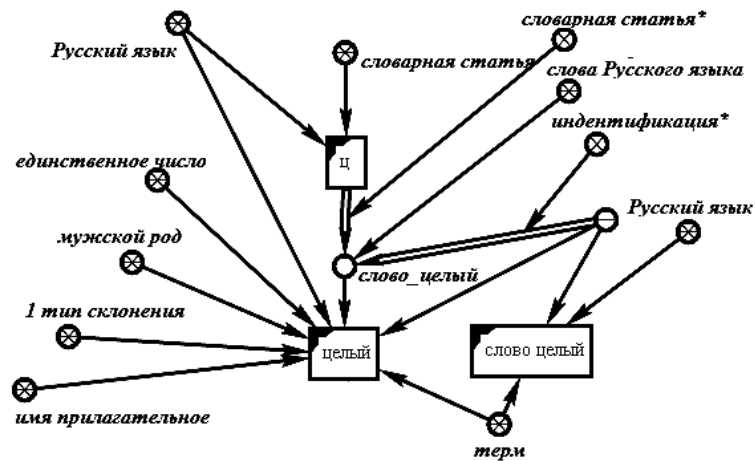 словарная статья*
Русский язык
словарная статья
слова Русского языка
индентификация*
ц
единственное число
Русский язык
мужской род
слово_целый
1 тип склонения
целый
слово целый
имя прилагательное
терм